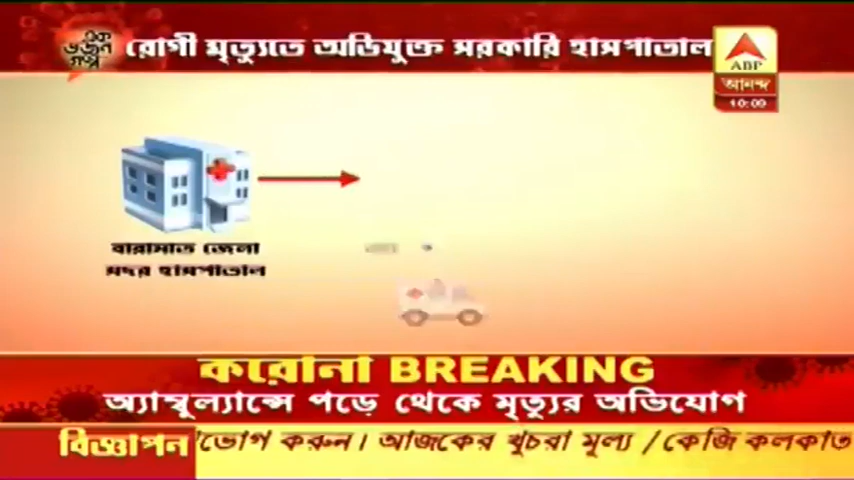 এক ডজন গপ্প
রোগী মৃত্যুতে অভিযুক্ত সরকারি হাসপাতাল
ABP
আনন্দ
10:00
বারাসাত জেলা
সদর হাসপাতাল
করোনা BREAKING
অ্যাম্বুল্যান্সে পড়ে থেকে মৃত্যুর অভিযোগ
বিজ্ঞাপন ভোগ করুন। আজকের খুচরা মূল্য /কেজি কলকাত